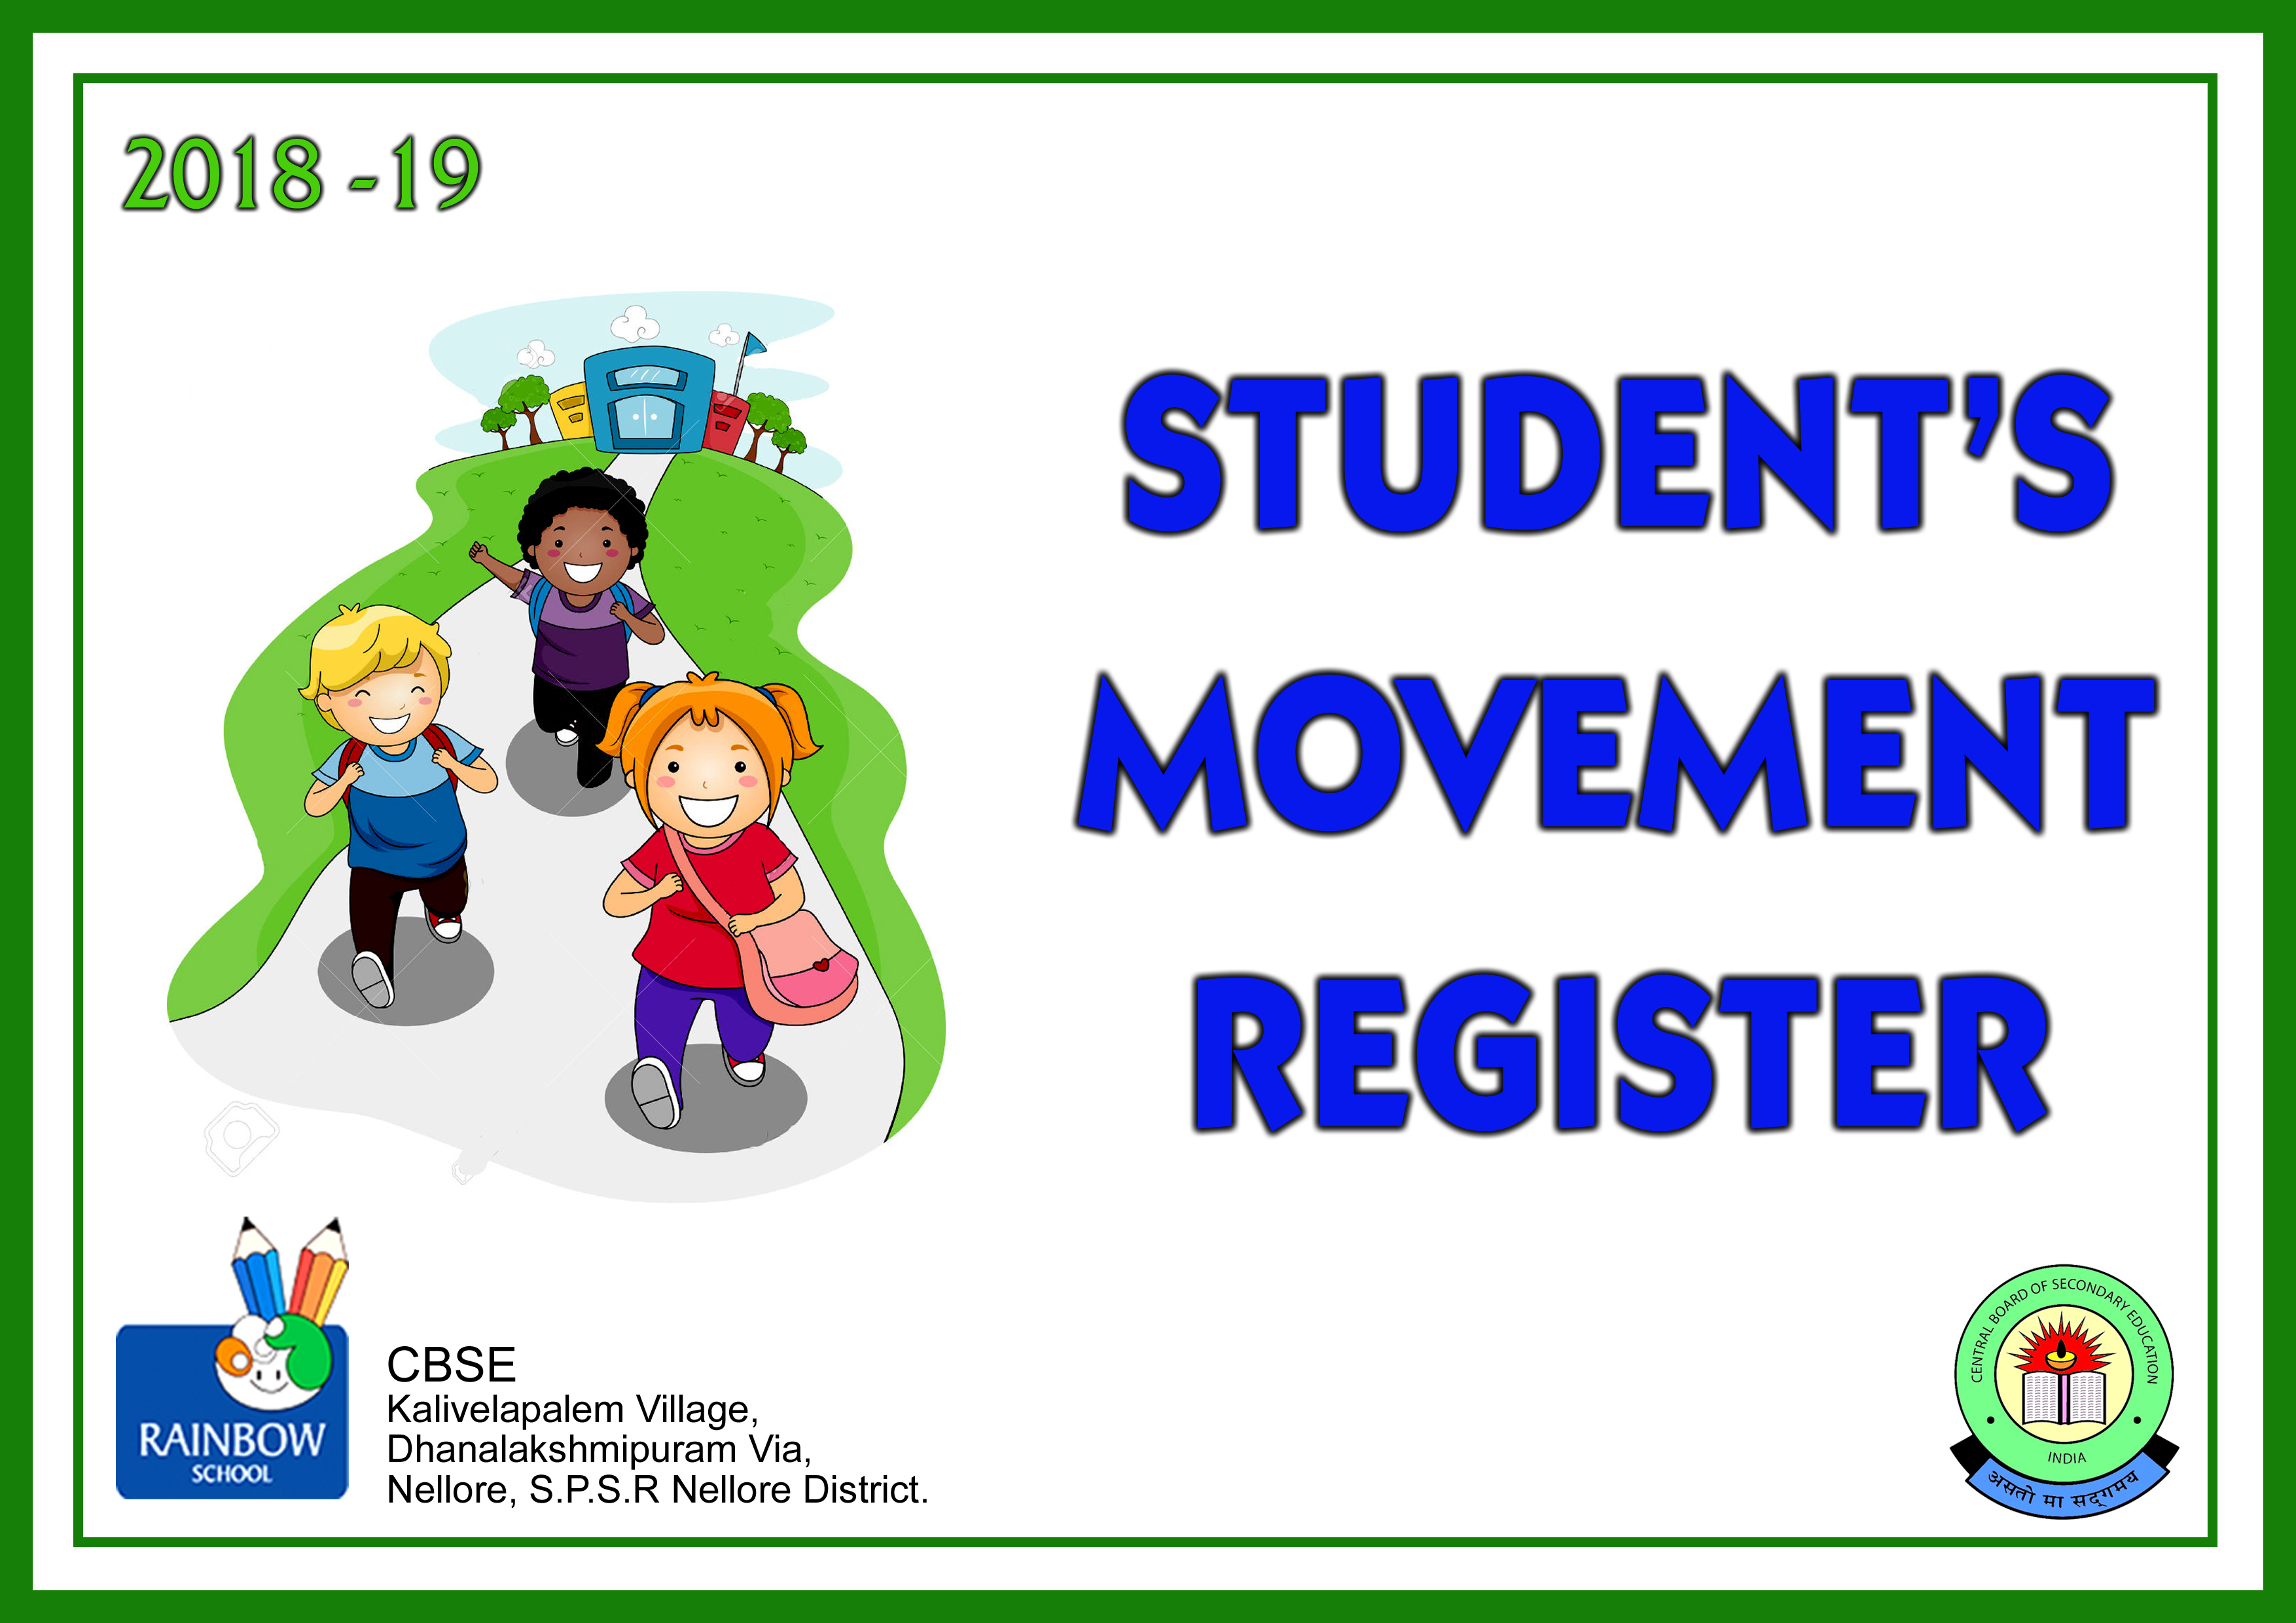 2018 -19
STUDENT'S
MOVEMENT
REGISTER
RAINBOW
SCHOOL
CBSE
Kalivelapalem Village,
Dhanalakshmipuram Via,
Nellore, S.P.S.R Nellore District.
CENTRAL BOARD OF SECONDARY EDUCATION
INDIA
असतो मा सद्गमय